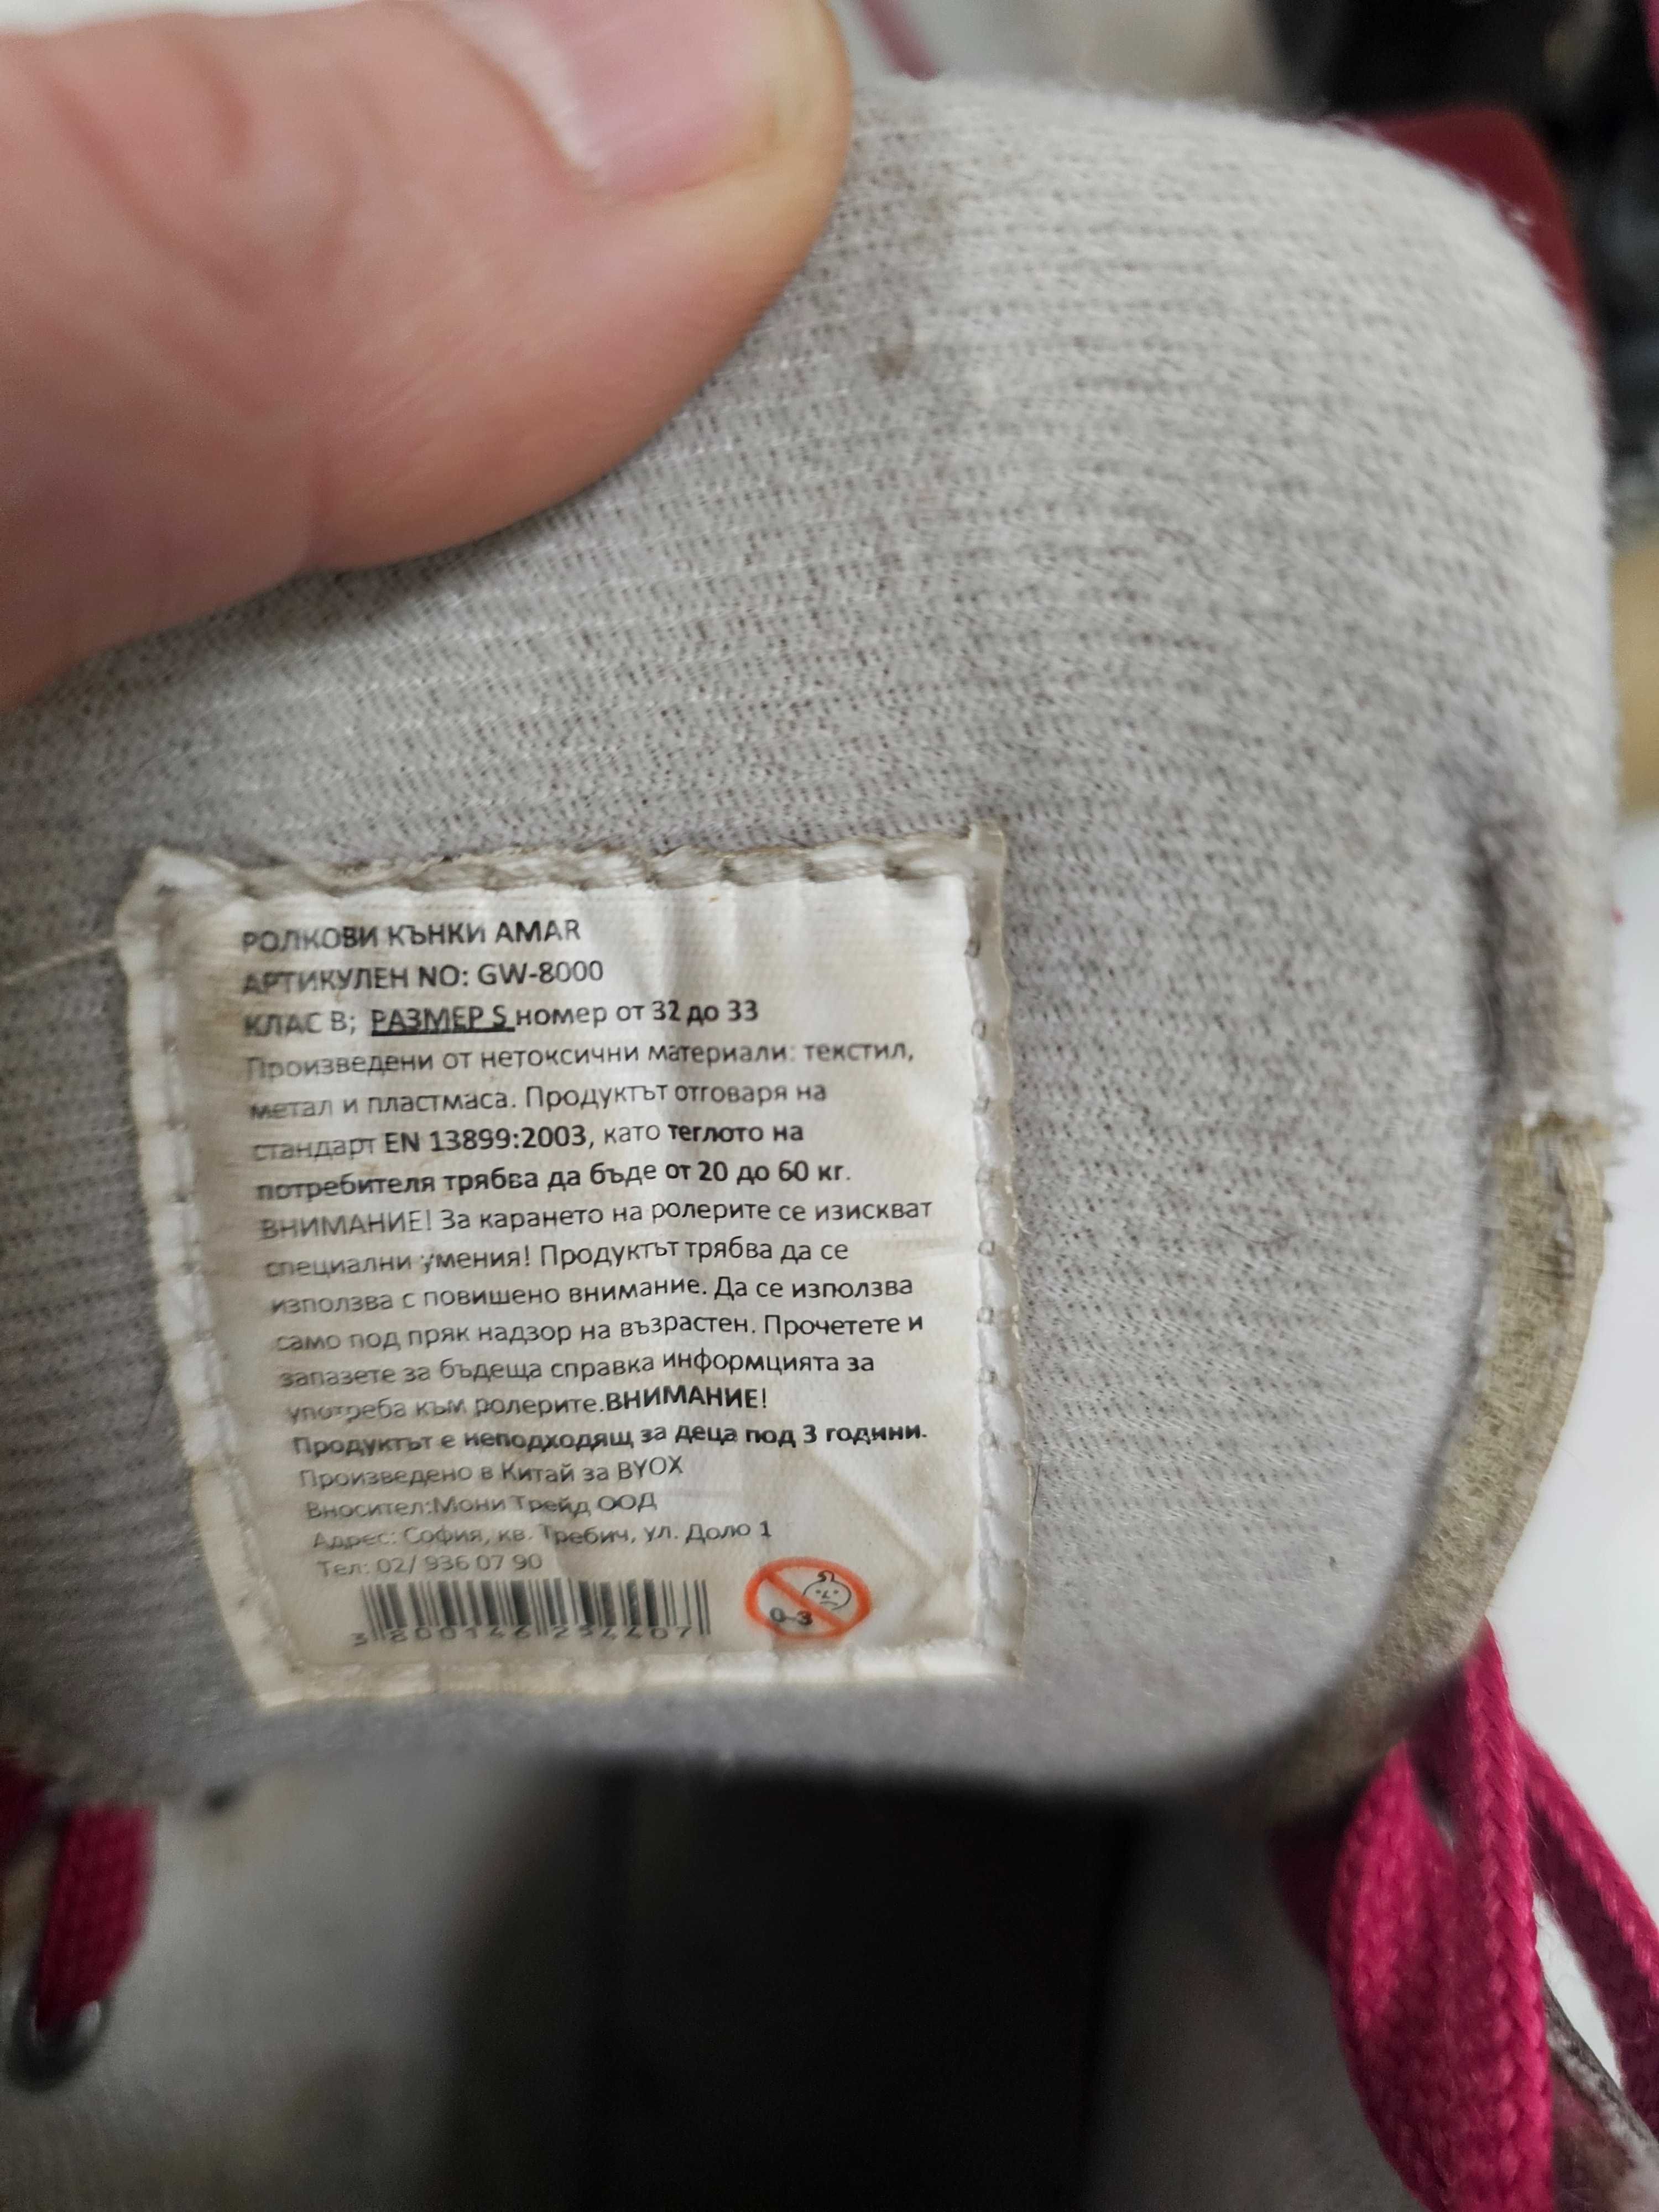 РОЛКОВИ КЪНКИ AMAR
АРТИКУЛЕН NO: GW-8000
КЛАС B; РАЗМЕР S номер от 32 до 33
Произведени от нетоксични материали: текстил,
метал и пластмаса. Продуктът отговаря на
стандарт EN 13899:2003, като теглото на
потребителя трябва да бъде от 20 до 60 кг.
ВНИМАНИЕ! За карането на ролерите се изискват
специални умения! Продуктът трябва да се
използва с повишено внимание. Да се използва
само под пряк надзор на възрастен. Прочетете и
запазете за бъдеща справка информцията за
употреба към ролерите.ВНИМАНИЕ!
Продуктът е неподходящ за деца под 3 години.
Произведено в Китай за BYOX
Вносител:Мони Трейд ООД
Адрес: София, кв. Требич, ул. Доло 1
Тел: 02/ 936 07 90
3 800146 254407
0-3